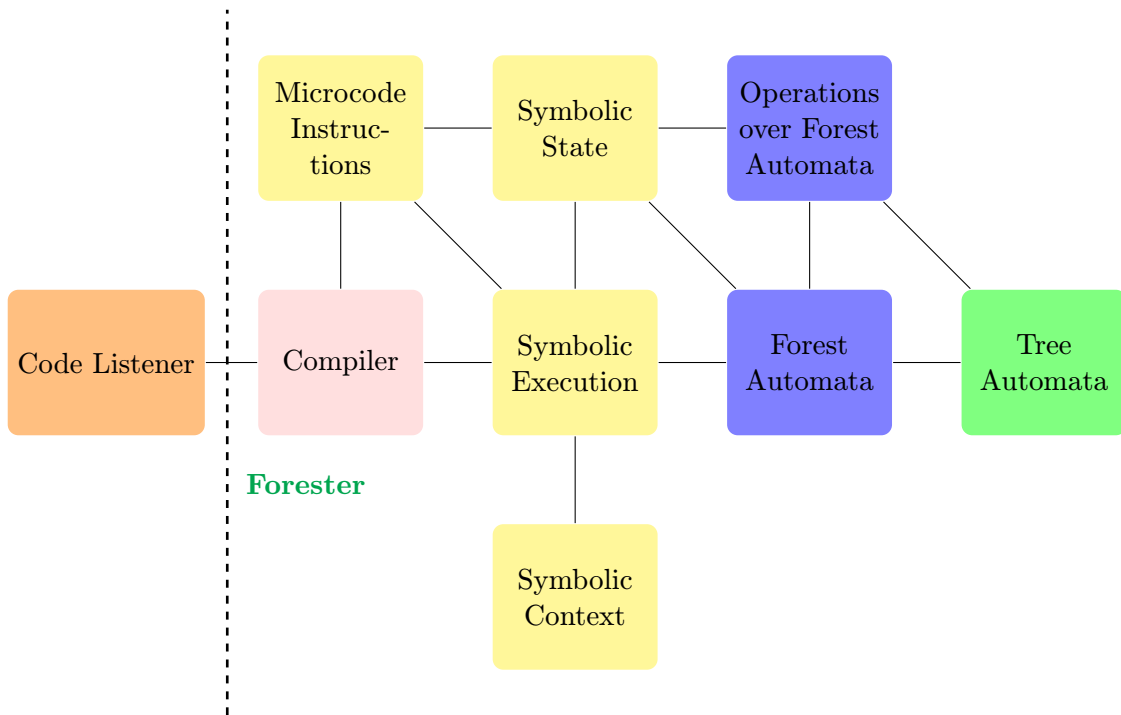 Microcode
Instruc-
tions
Symbolic
State
Operations
over Forest
Automata
Code Listener
Compiler
Symbolic
Execution
Forest
Automata
Tree
Automata
Forester
Symbolic
Context